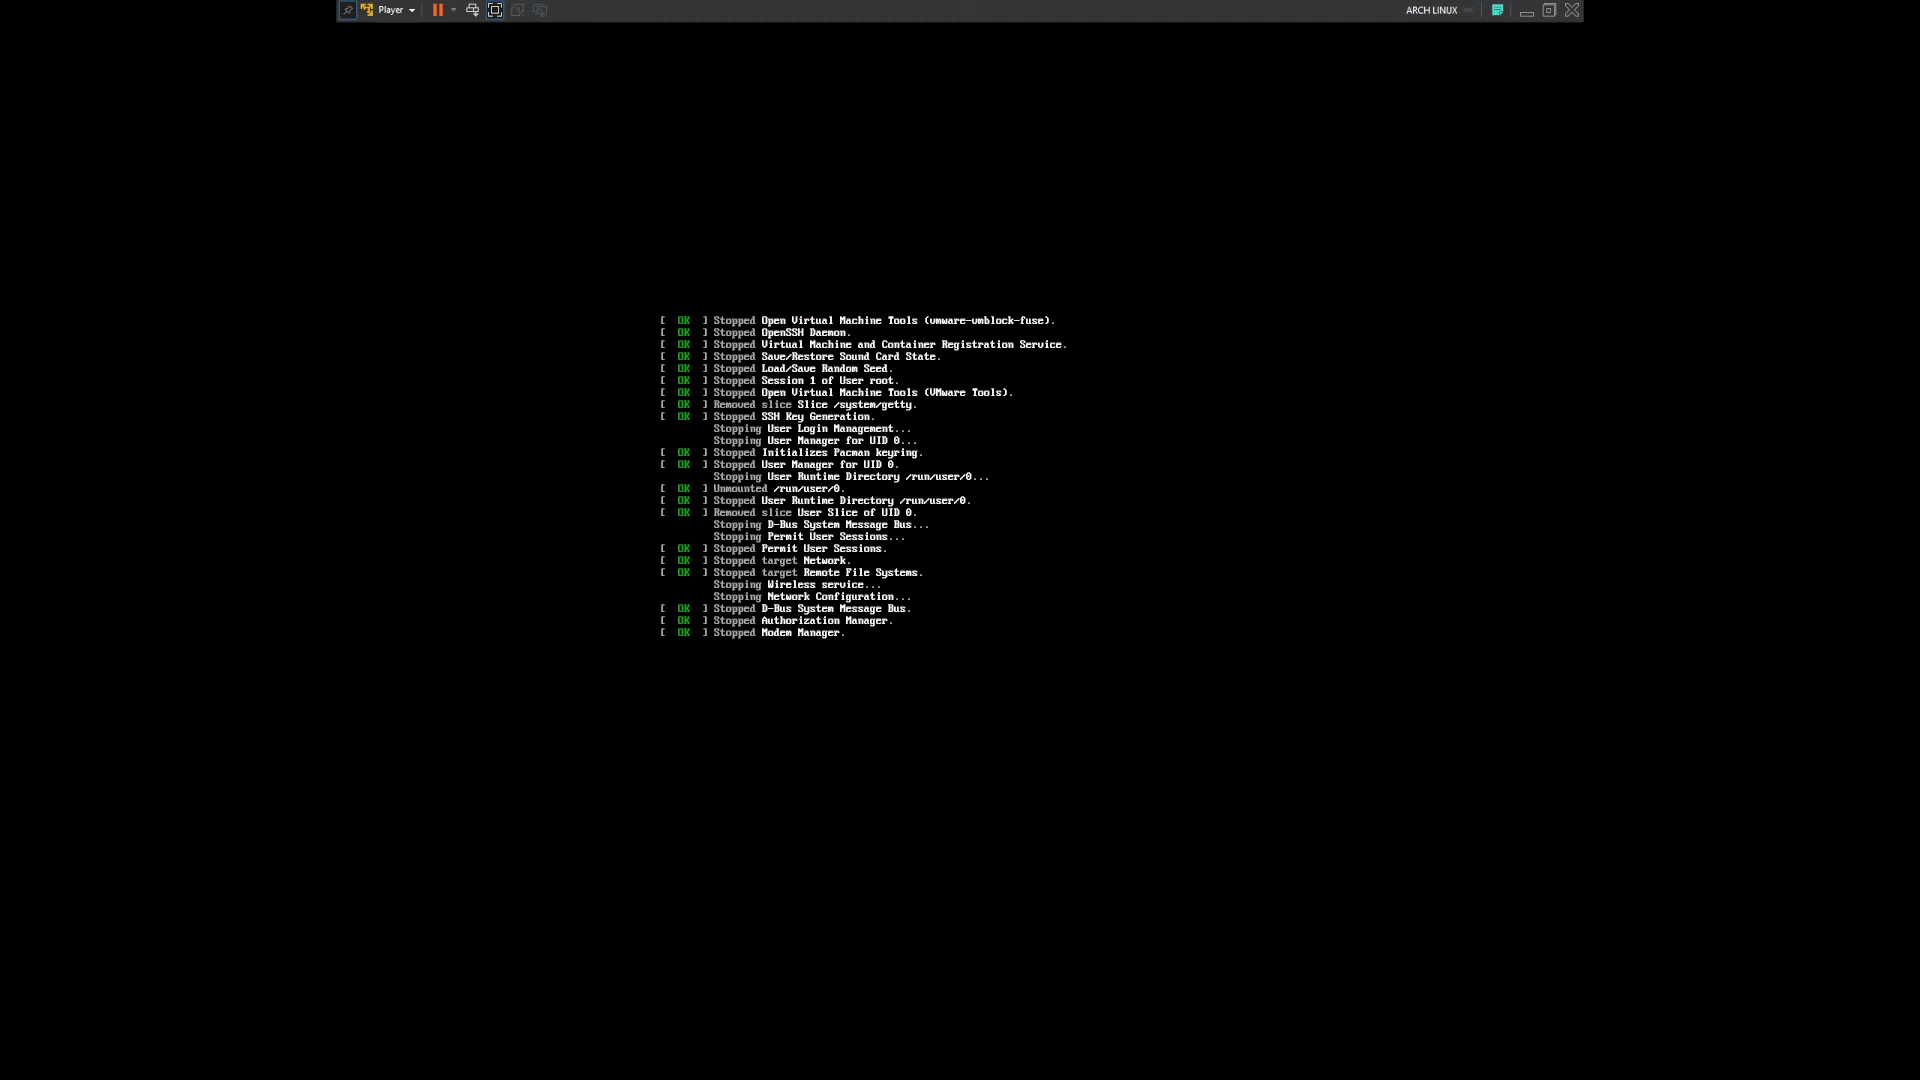 Player
ARCH LINUX
[  OK  ] Stopped Open Virtual Machine Tools (vmware-vmblock-fuse).
[  OK  ] Stopped OpenSSH Daemon.
[  OK  ] Stopped Virtual Machine and Container Registration Service.
[  OK  ] Stopped Save/Restore Sound Card State.
[  OK  ] Stopped Load/Save Random Seed.
[  OK  ] Stopped Session 1 of User root.
[  OK  ] Stopped Open Virtual Machine Tools (VMware Tools).
[  OK  ] Removed slice Slice /system/getty.
[  OK  ] Stopped SSH Key Generation.
Stopping User Login Management...
Stopping User Manager for UID 0...
[  OK  ] Stopped Initializes Pacman keyring.
[  OK  ] Stopped User Manager for UID 0.
Stopping User Runtime Directory /run/user/0...
[  OK  ] Unmounted /run/user/0.
[  OK  ] Stopped User Runtime Directory /run/user/0.
[  OK  ] Removed slice User Slice of UID 0.
Stopping D-Bus System Message Bus...
Stopping Permit User Sessions...
[  OK  ] Stopped Permit User Sessions.
[  OK  ] Stopped target Network.
[  OK  ] Stopped target Remote File Systems.
Stopping Wireless service...
Stopping Network Configuration...
[  OK  ] Stopped D-Bus System Message Bus.
[  OK  ] Stopped Authorization Manager.
[  OK  ] Stopped Modem Manager.